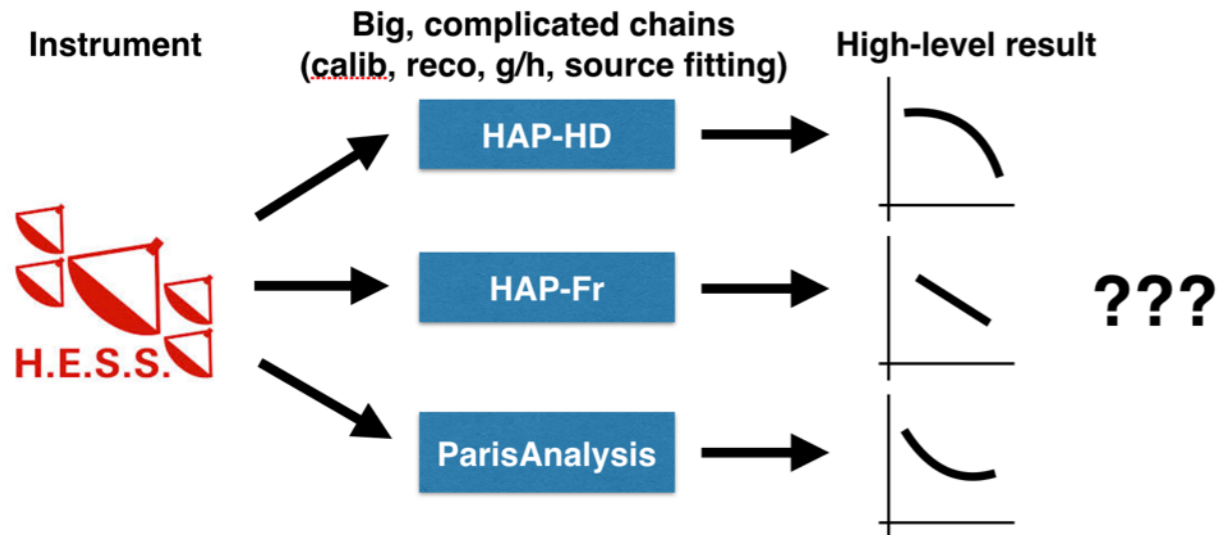 Instrument
Big, complicated chains
(calib, reco, g/h, source fitting)
High-level result
HAP-HD
HAP-Fr
???
H.E.S.S.
ParisAnalysis